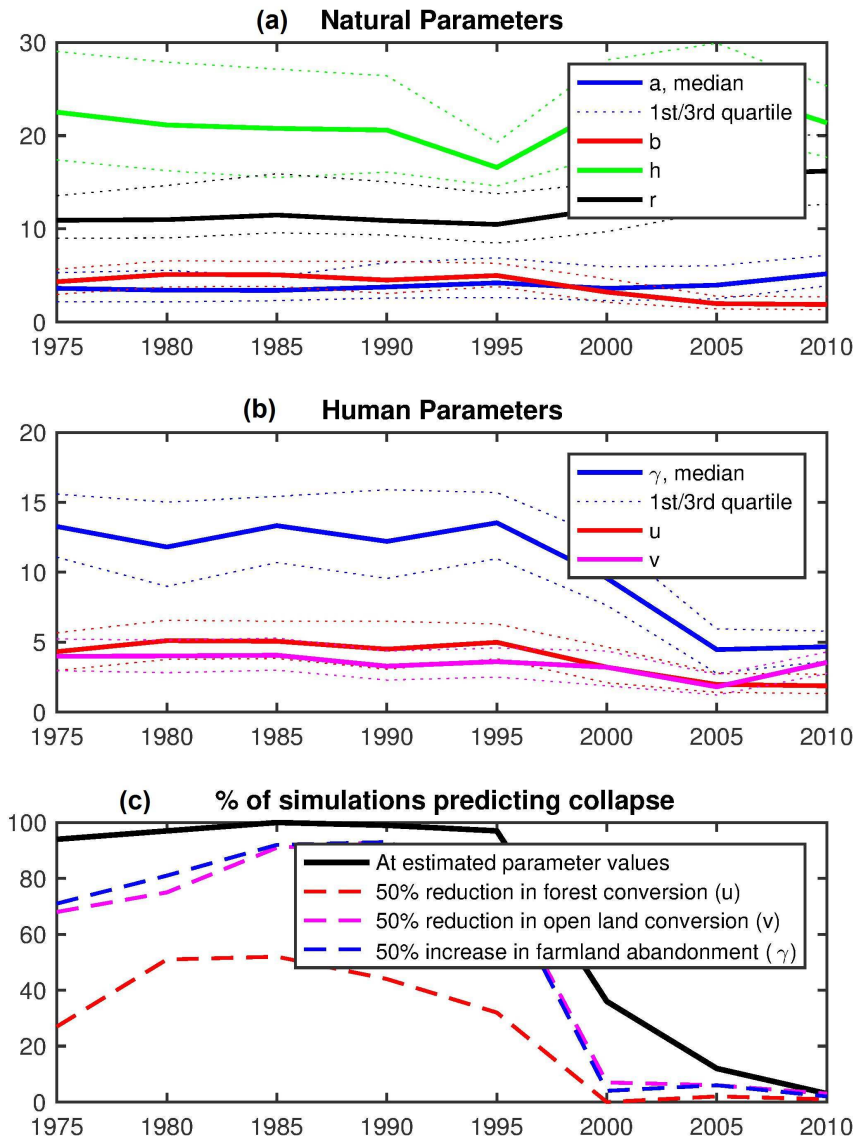 (a) Natural Parameters
30
20
10
0
a, median
1st/3rd quartile
b
h
r
1975 1980 1985 1990 1995 2000 2005 2010
(b) Human Parameters
20
15
10
5
0
γ, median
1st/3rd quartile
u
v
1975 1980 1985 1990 1995 2000 2005 2010
(c) % of simulations predicting collapse
100
80
60
40
20
0
At estimated parameter values
50% reduction in forest conversion (u)
50% reduction in open land conversion (v)
50% increase in farmland abandonment (γ)
1975 1980 1985 1990 1995 2000 2005 2010